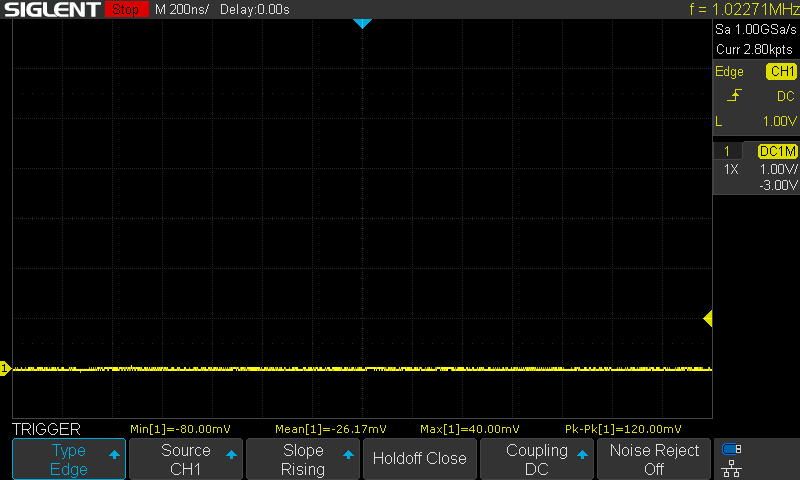 SIGLENT Stop M 200ns/ Delay:0.00s f = 1.02271MHz
Sa 1.00GSa/s
Curr 2.80kpts
Edge CH1
DC
L 1.00V
1 DC1M
1X 1.00V/
-3.00V
1
TRIGGER Min[1]=-80.00mV Mean[1]=-26.17mV Max[1]=40.00mV Pk-Pk[1]=120.00mV
Type Source Slope Holdoff Close Coupling Noise Reject
Edge CH1 Rising DC Off